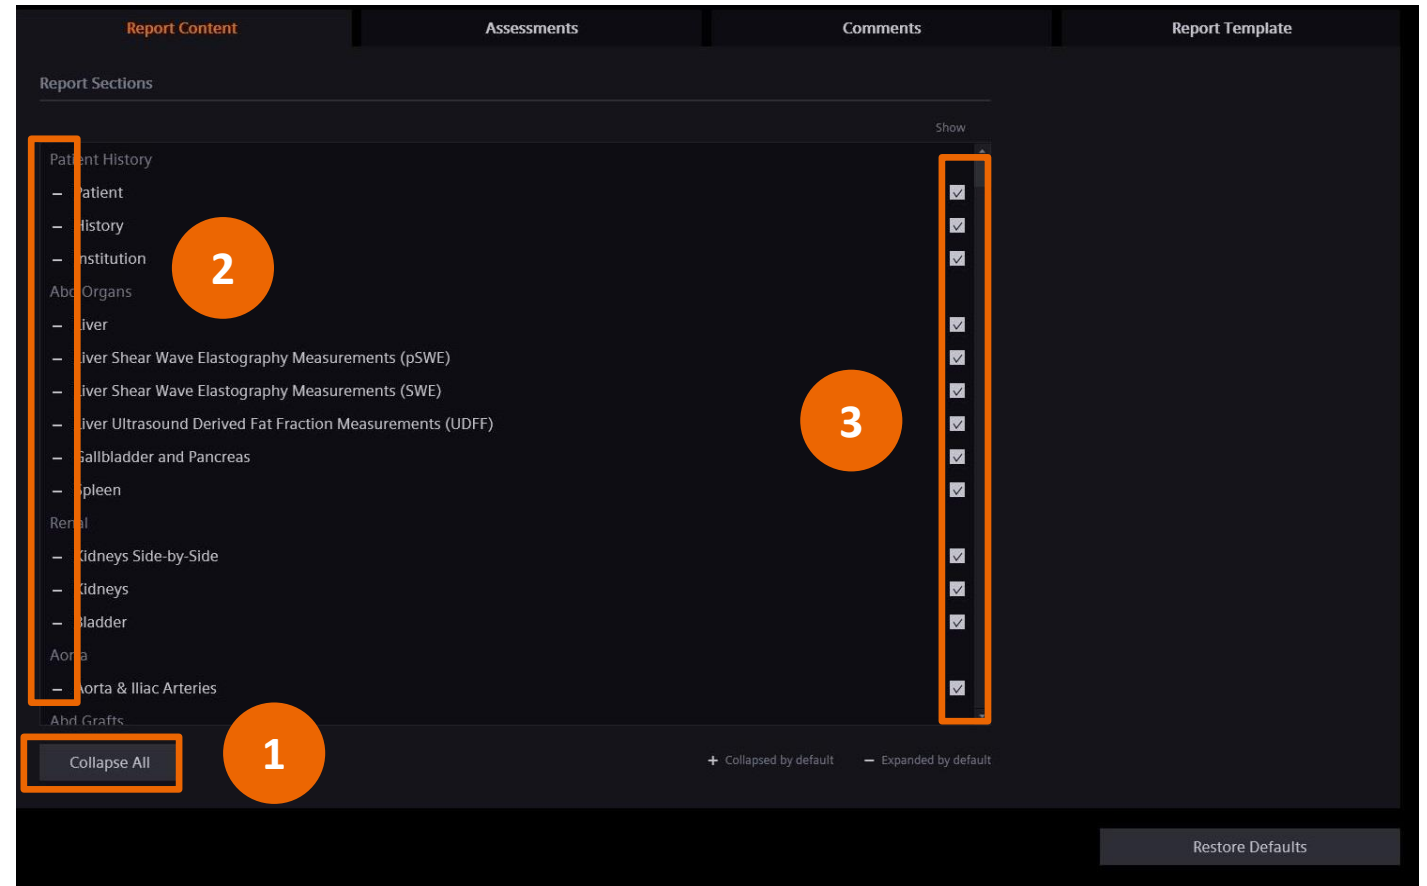 Report Content Assessments Comments Report Template
Report Sections
Show
Patient History
Patient
History
Institution
2
Abd Organs
Liver
Liver Shear Wave Elastography Measurements (pSWE)
Liver Shear Wave Elastography Measurements (SWE)
3
Liver Ultrasound Derived Fat Fraction Measurements (UDFF)
Gallbladder and Pancreas
Spleen
Renal
Kidneys Side-by-Side
Kidneys
Bladder
Aorta
Aorta & Iliac Arteries
Abd Grafts
Collapse All
1
+ Collapsed by default – Expanded by default
Restore Defaults